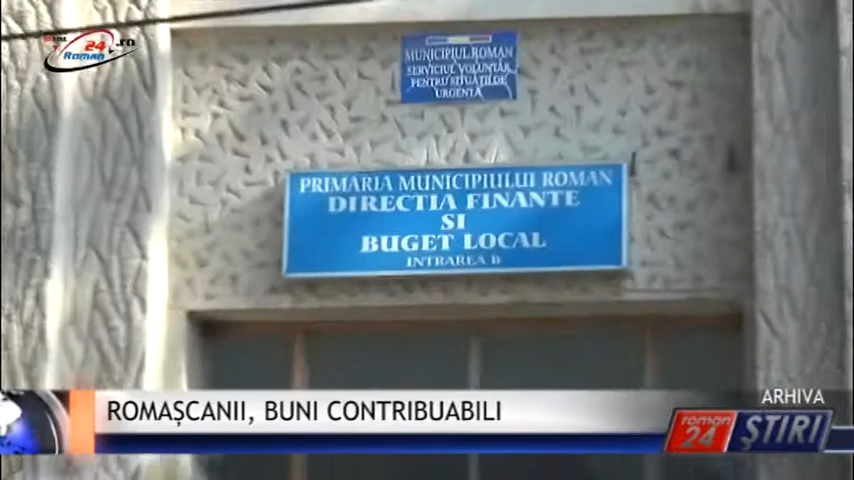 Roman 24 .ro
MUNICIPIUL ROMAN
SERVICIUL VOLUNTAR
PENTRU SITUAȚII DE
URGENȚĂ
PRIMĂRIA MUNICIPIULUI ROMAN
DIRECTIA FINANTE
SI
BUGET LOCAL
INTRAREA B
ARHIVA
ROMAȘCANII, BUNI CONTRIBUABILI
roman 24 ȘTIRI